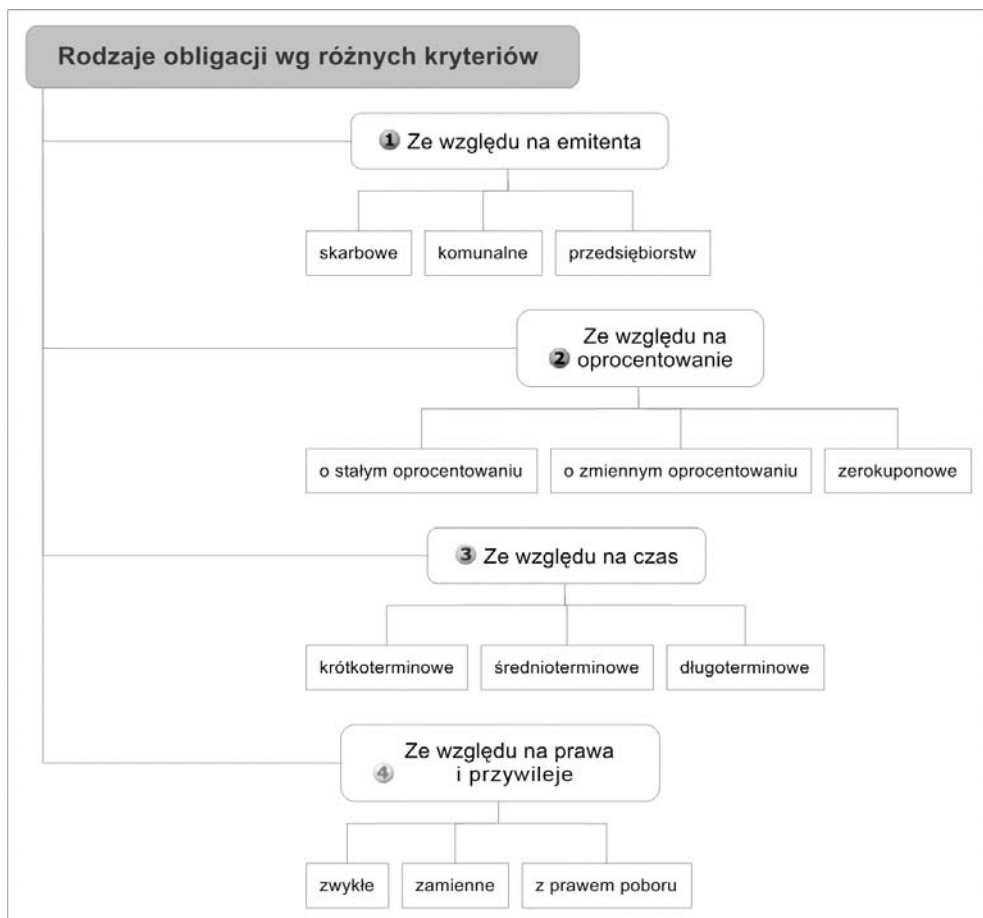 Rodzaje obligacji wg różnych kryteriów
1 Ze względu na emitenta
skarbowe
komunalne
przedsiębiorstw
Ze względu na
2 oprocentowanie
o stałym oprocentowaniu
o zmiennym oprocentowaniu
zerokuponowe
3 Ze względu na czas
krótkoterminowe
średnioterminowe
długoterminowe
Ze względu na prawa
4 i przywileje
zwykłe
zamienne
z prawem poboru